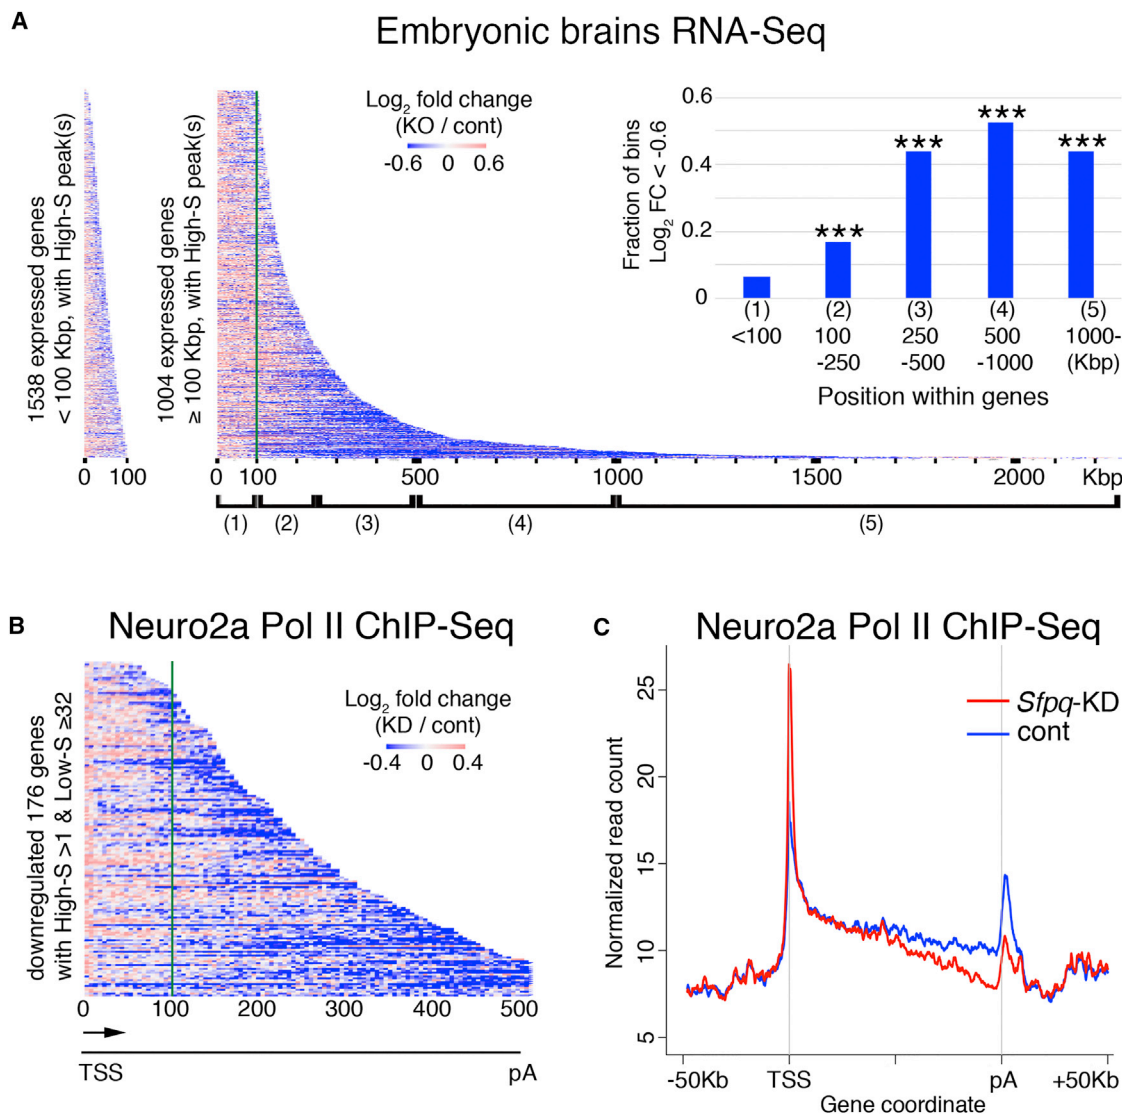 A
Embryonic brains RNA-Seq
1538 expressed genes
< 100 Kbp, with High-S peak(s)
1004 expressed genes
≥ 100 Kbp, with High-S peak(s)
Log2 fold change
(KO / cont)
-0.6 0 0.6
Fraction of bins
Log2 FC < -0.6
0.6
0.4
0.2
0
*** *** *** ***
(1) (2) (3) (4) (5)
<100 100 250 500 1000-
-250 -500 -1000 (Kbp)
Position within genes
0 100 0 100 500 1000 1500 2000 Kbp
(1) (2) (3) (4) (5)
B
Neuro2a Pol II ChIP-Seq
downregulated 176 genes
with High-S >1 & Low-S ≥32
Log2 fold change
(KD / cont)
-0.4 0 0.4
0 100 200 300 400 500
TSS pA
C
Neuro2a Pol II ChIP-Seq
Normalized read count
25
20
15
10
5
Sfpq-KD
cont
-50Kb TSS pA +50Kb
Gene coordinate